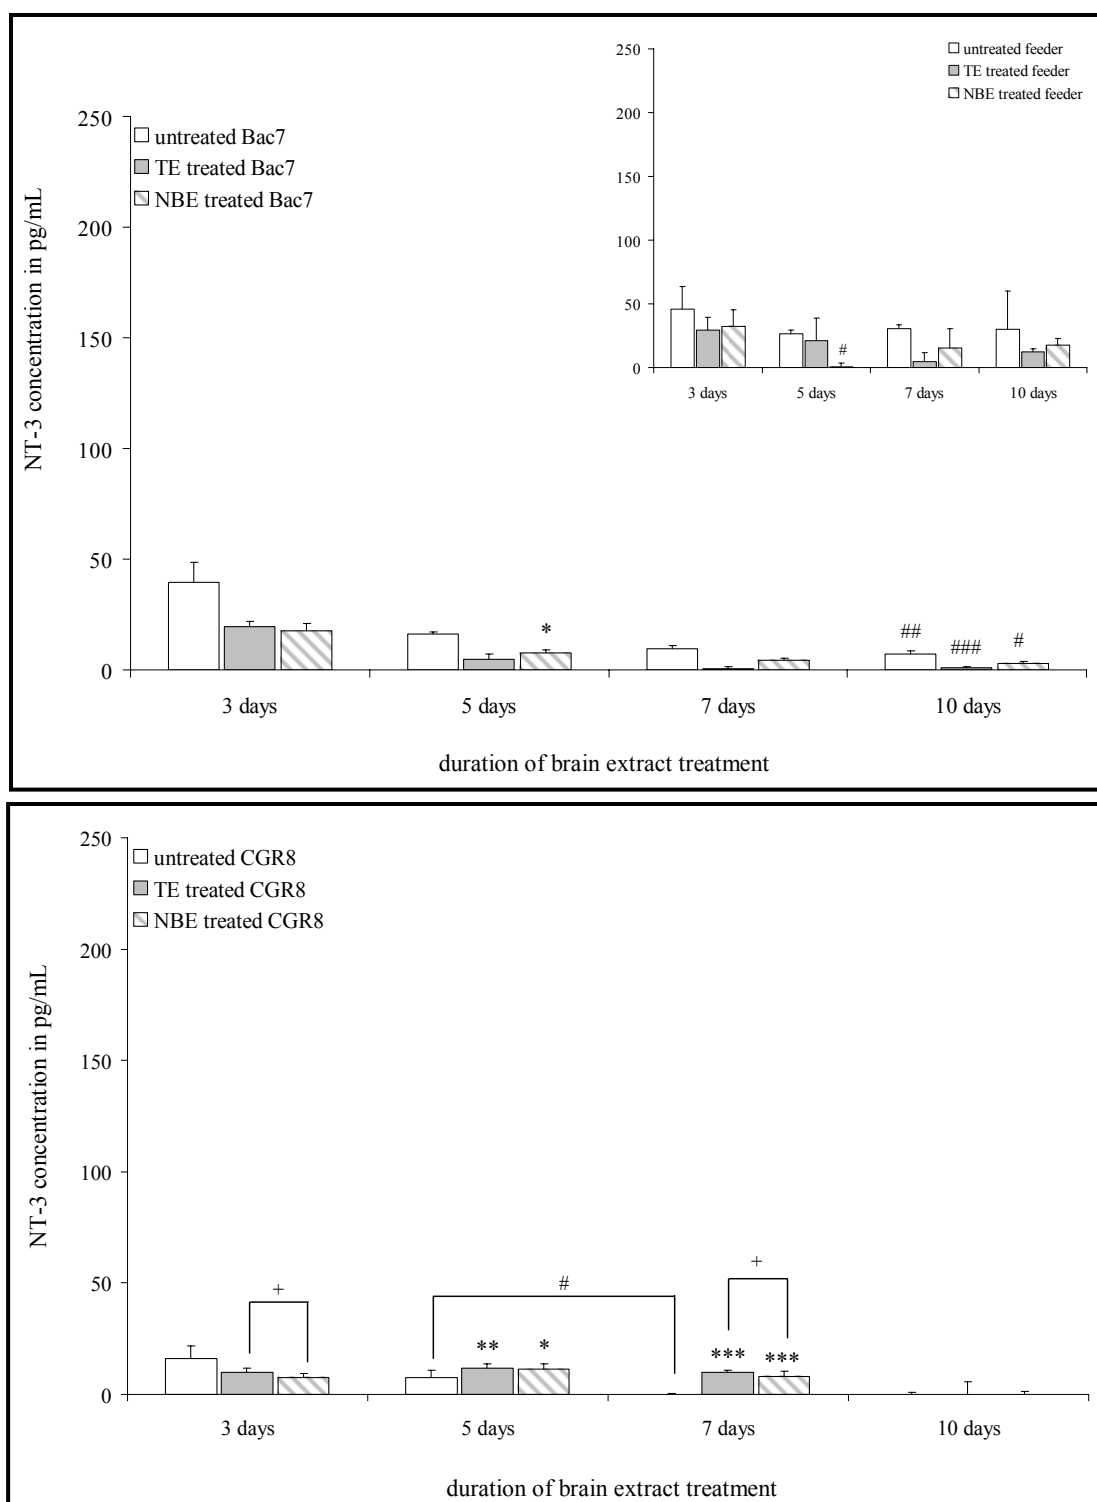 250
200
150
100
50
0
NT-3 concentration in pg/mL
untreated Bac7
TE treated Bac7
NBE treated Bac7
*
##
###
#
3 days
5 days
7 days
10 days
duration of brain extract treatment
250
200
150
100
50
0
untreated feeder
TE treated feeder
NBE treated feeder
#
3 days
5 days
7 days
10 days
250
200
150
100
50
0
NT-3 concentration in pg/mL
untreated CGR8
TE treated CGR8
NBE treated CGR8
+
#
**
*
+
***
***
3 days
5 days
7 days
10 days
duration of brain extract treatment